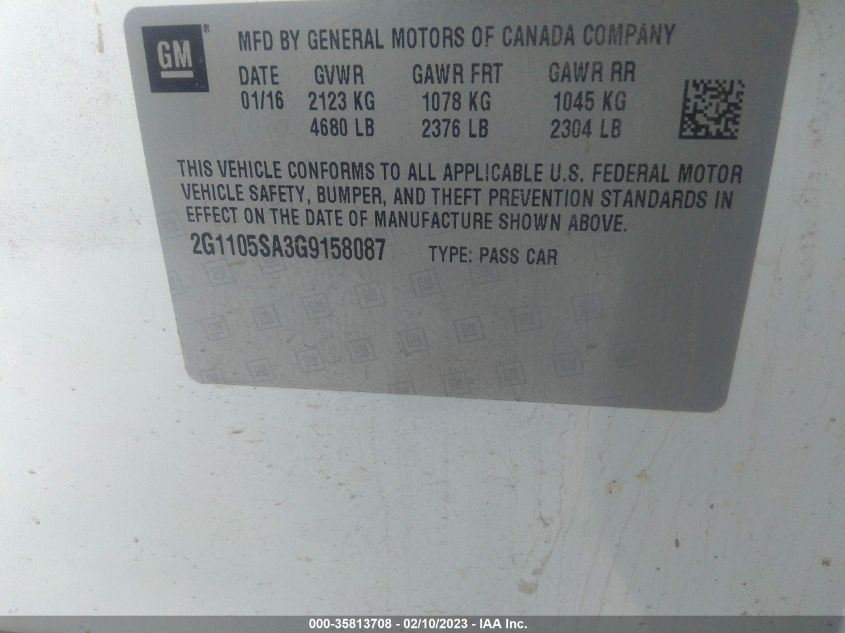 GM ®
MFD BY GENERAL MOTORS OF CANADA COMPANY
DATE GVWR GAWR FRT GAWR RR
01/16 2123 KG 1078 KG 1045 KG
4680 LB 2376 LB 2304 LB
THIS VEHICLE CONFORMS TO ALL APPLICABLE U.S. FEDERAL MOTOR
VEHICLE SAFETY, BUMPER, AND THEFT PREVENTION STANDARDS IN
EFFECT ON THE DATE OF MANUFACTURE SHOWN ABOVE.
2G1105SA3G9158087 TYPE: PASS CAR
000-35813708 - 02/10/2023 - IAA Inc.